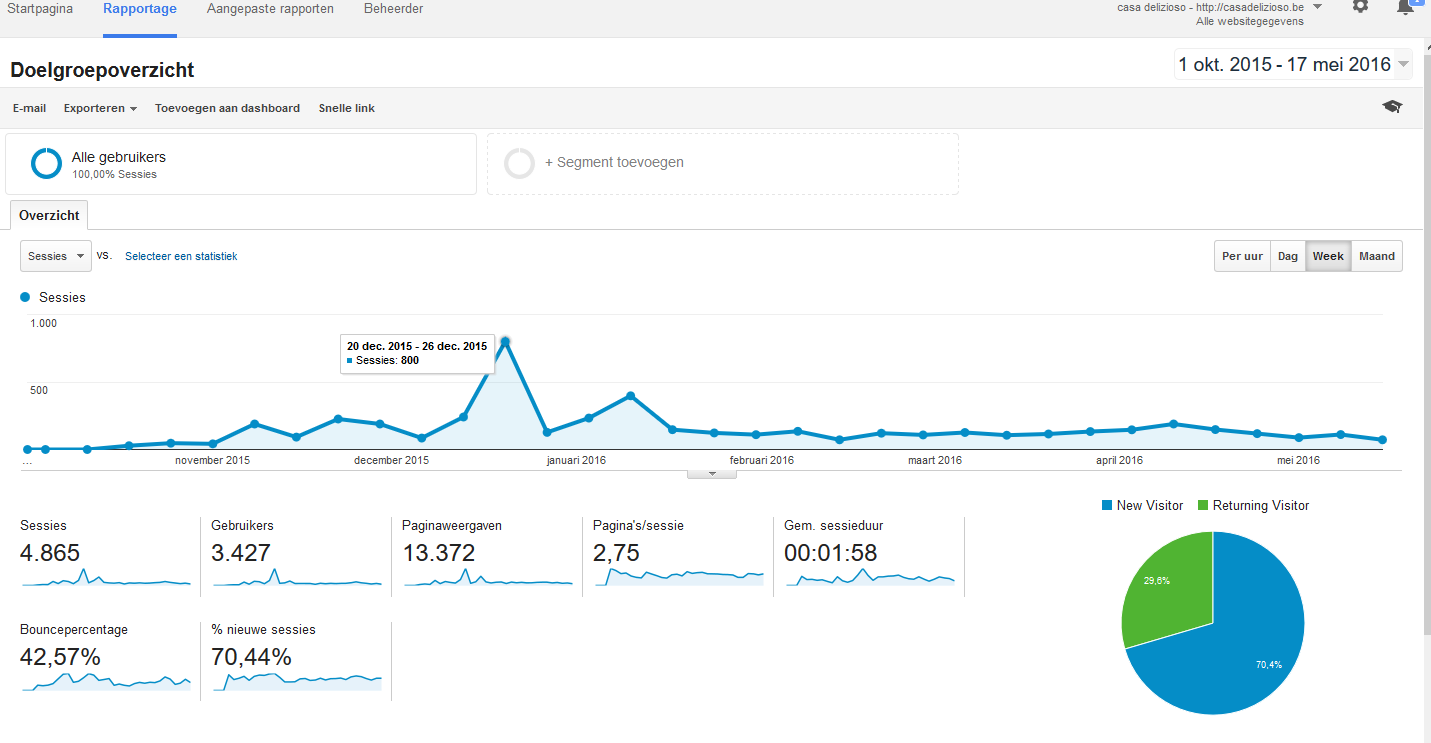 Startpagina Rapportage Aangepaste rapporten Beheerder
casa delizioso - http://casadelizioso.be
Alle websitegegevens
Doelgroepoverzicht
1 okt. 2015 - 17 mei 2016
E-mail Exporteren Toevoegen aan dashboard Snelle link
Alle gebruikers
100,00% Sessies
+ Segment toevoegen
Overzicht
Sessies vs. Selecteer een statistiek
Per uur Dag Week Maand
Sessies
1.000
500
20 dec. 2015 - 26 dec. 2015
Sessies: 800
... november 2015 december 2015 januari 2016 februari 2016 maart 2016 april 2016 mei 2016
Sessies
4.865
Gebruikers
3.427
Paginaweergaven
13.372
Pagina's/sessie
2,75
Gem. sessieduur
00:01:58
Bouncepercentage
42,57%
% nieuwe sessies
70,44%
New Visitor Returning Visitor
29,6%
70,4%